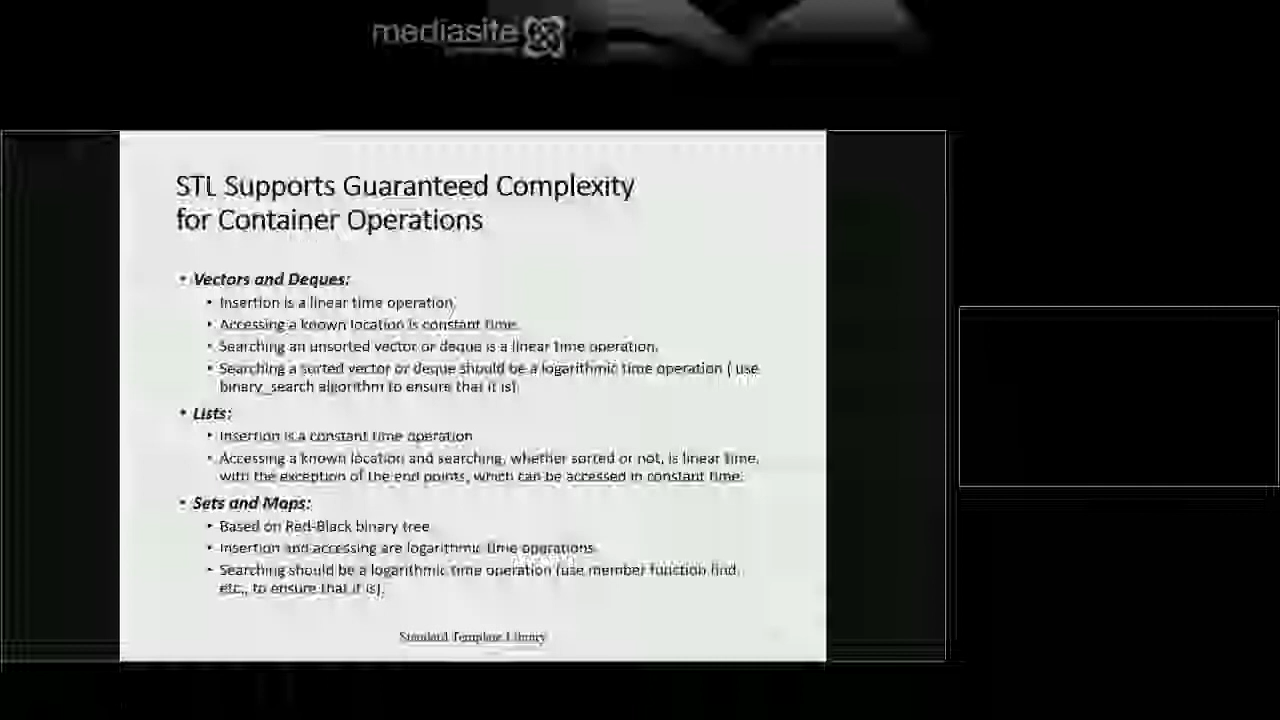 mediasite
STL Supports Guaranteed Complexity
for Container Operations
• Vectors and Deques:
• Insertion is a linear time operation.
• Accessing a known location is constant time.
• Searching an unsorted vector or deque is a linear time operation.
• Searching a sorted vector or deque should be a logarithmic time operation ( use
binary_search algorithm to ensure that it is).
• Lists:
• Insertion is a constant time operation
• Accessing a known location and searching, whether sorted or not, is linear time,
with the exception of the end points, which can be accessed in constant time.
• Sets and Maps:
• Based on Red-Black binary tree
• Insertion and accessing are logarithmic time operations.
• Searching should be a logarithmic time operation (use member function find,
etc., to ensure that it is).
Standard Template Library